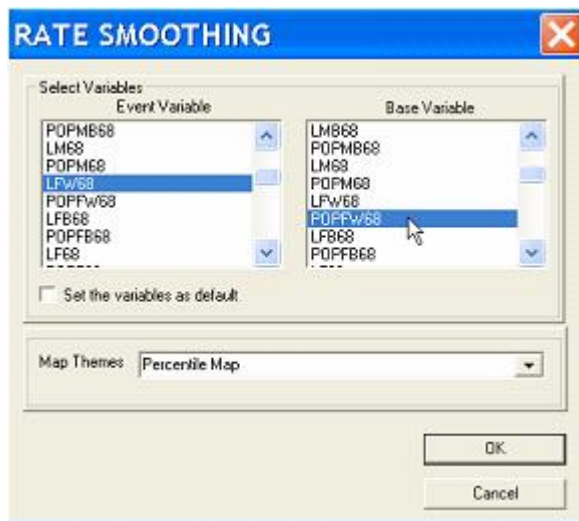 RATE SMOOTHING
Select Variables
Event Variable
POPMB68
LM68
POPM68
LFW68
POPFW68
LFB68
POPFB68
LF68
Base Variable
LMB68
POPMB68
LM68
POPM68
LFW68
POPFW68
LFB68
POPFB68
Set the variables as default
Map Themes Percentile Map
OK
Cancel